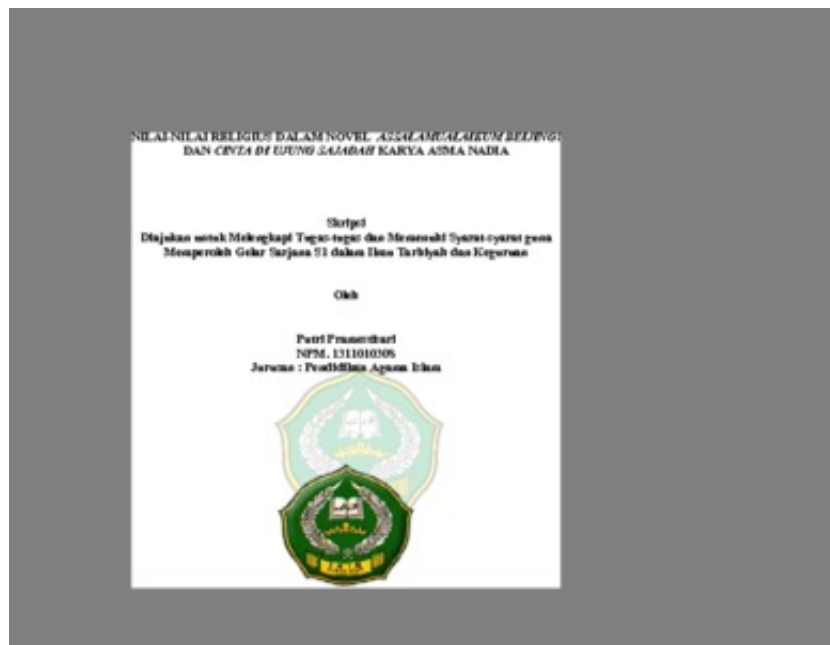 NILAI-NILAI RELIGIUS DALAM NOVEL ASSALAMUALAIKUM BEIJING!
DAN CINTA DI UJUNG SAJADAH KARYA ASMA NADIA
Skripsi
Diajukan untuk Melengkapi Tugas-tugas dan Memenuhi Syarat-syarat guna
Memperoleh Gelar Sarjana S1 dalam Ilmu Tarbiyah dan Keguruan
Oleh
Putri
NPM. 1311010308
Jurusan : Pendidikan Agama Islam